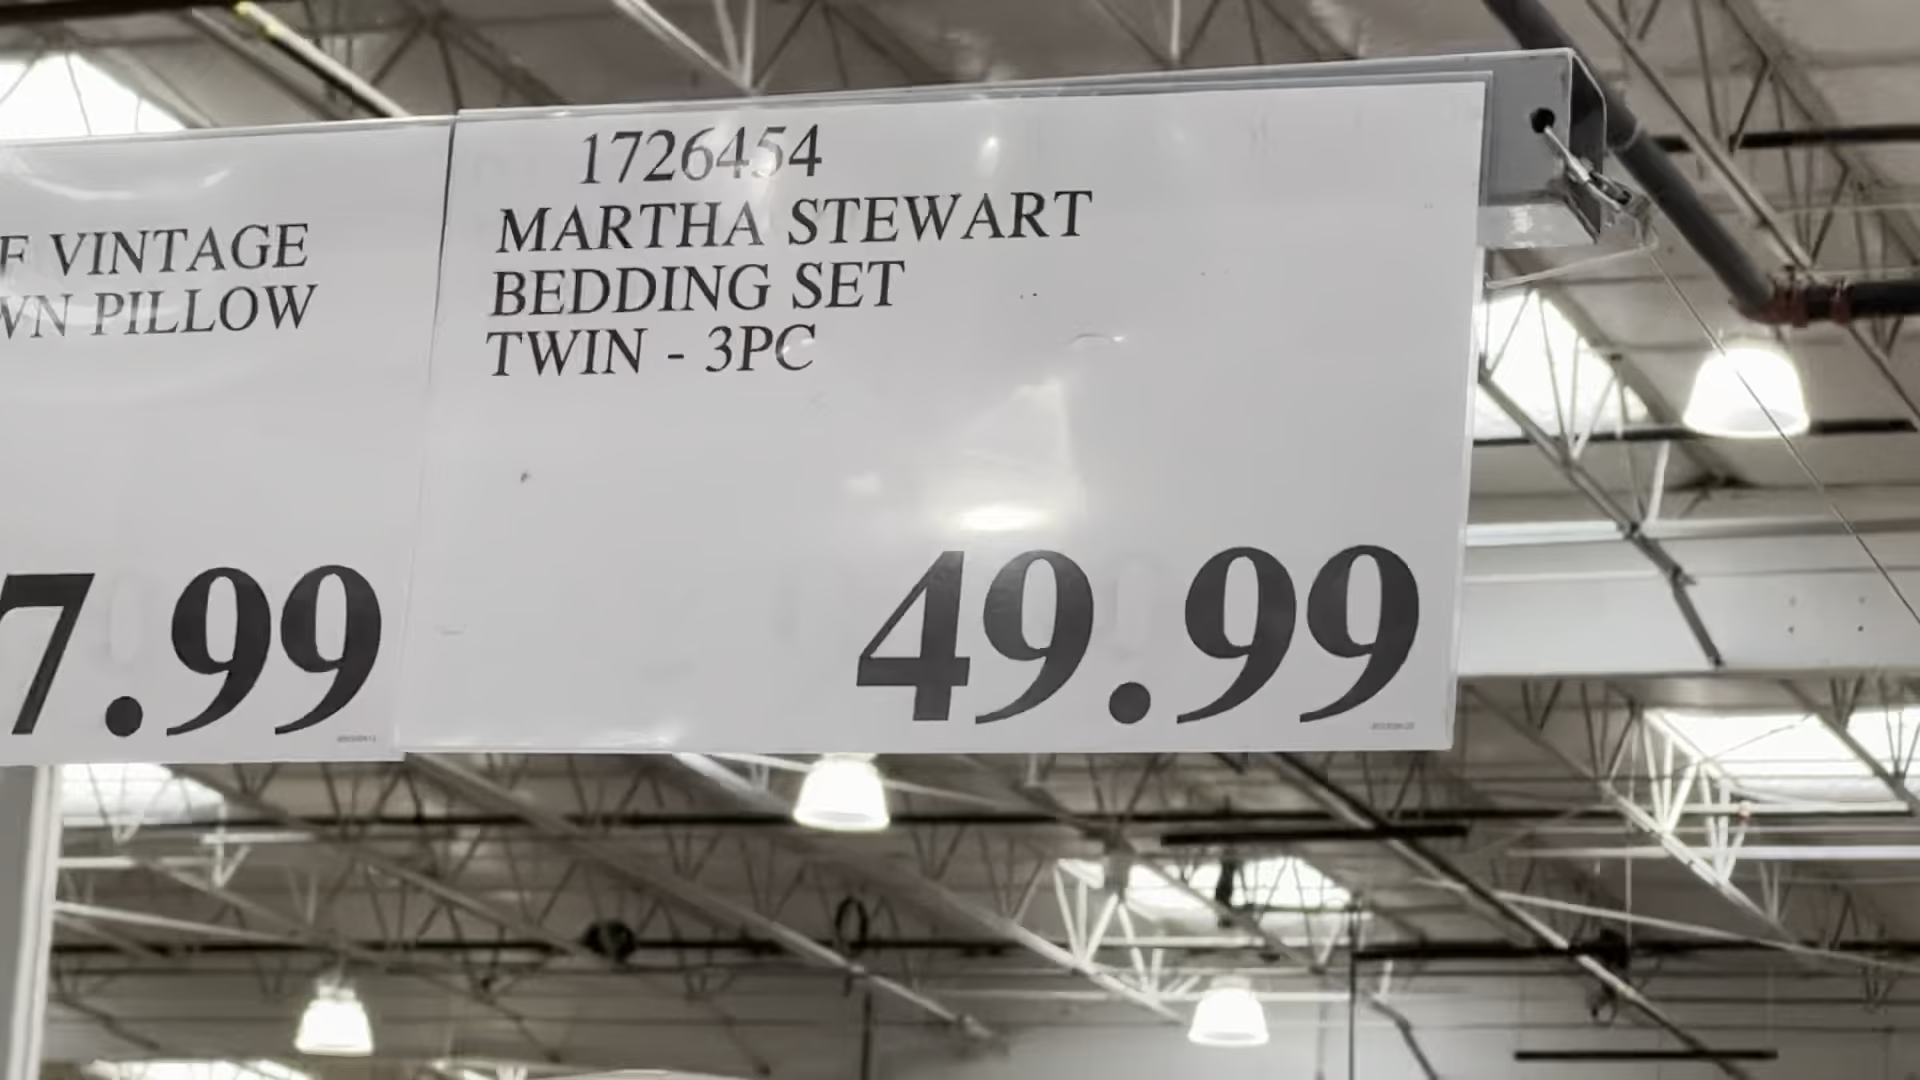 VINTAGE
PILLOW
7.99
1726454
MARTHA STEWART
BEDDING SET
TWIN - 3PC
49.99